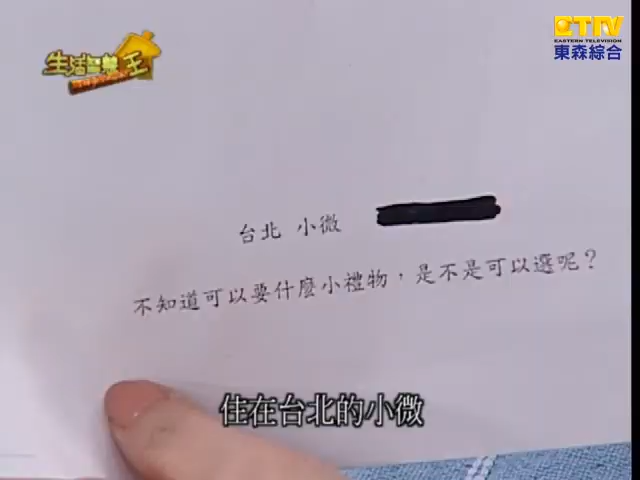 生活智慧王
ETTV
EASTERN TELEVISION
東森綜合
台北 小微
不知道可以要什麼小禮物，是不是可以選呢？
住在台北的小微